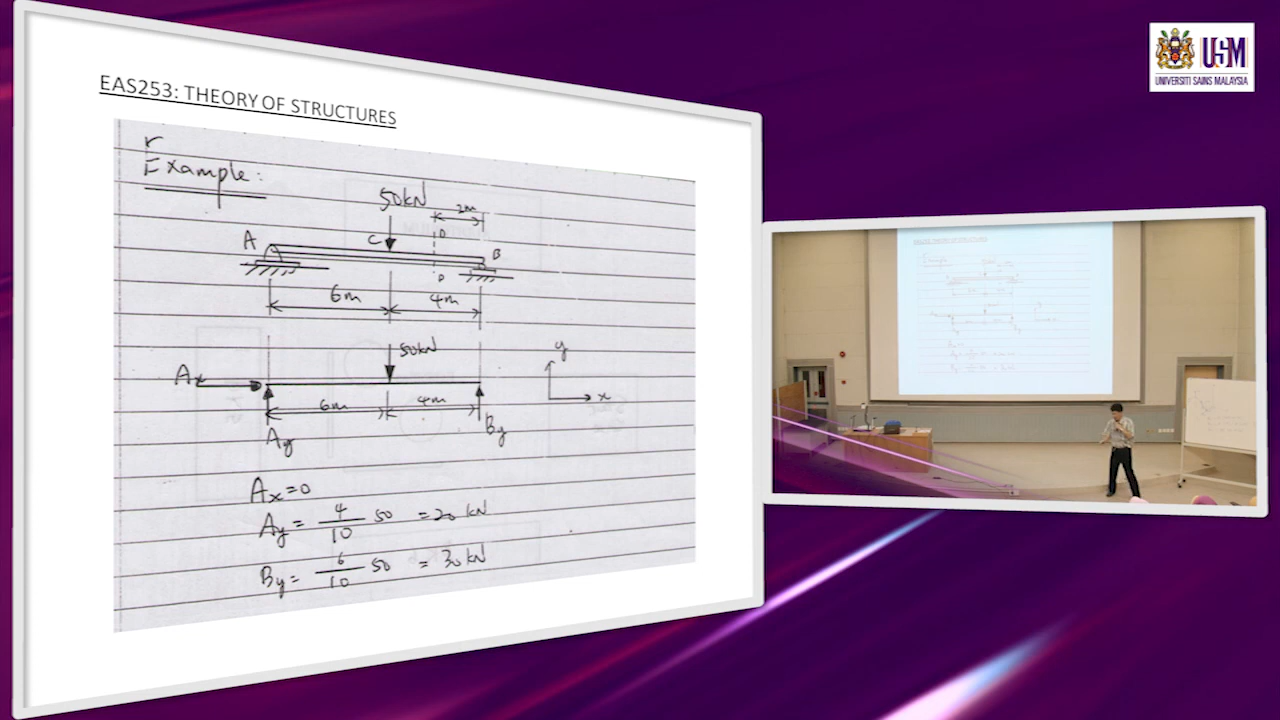 EAS253: THEORY OF STRUCTURES
Example:
50kN
2m
A
C
D
B
D
6m
4m
50kN
y
Ax
x
6m
4m
Ay
By
Ax=0
Ay= 4/10 50 =20 kN
By= 6/10 50 = 30 kN
USM
UNIVERSITI SAINS MALAYSIA